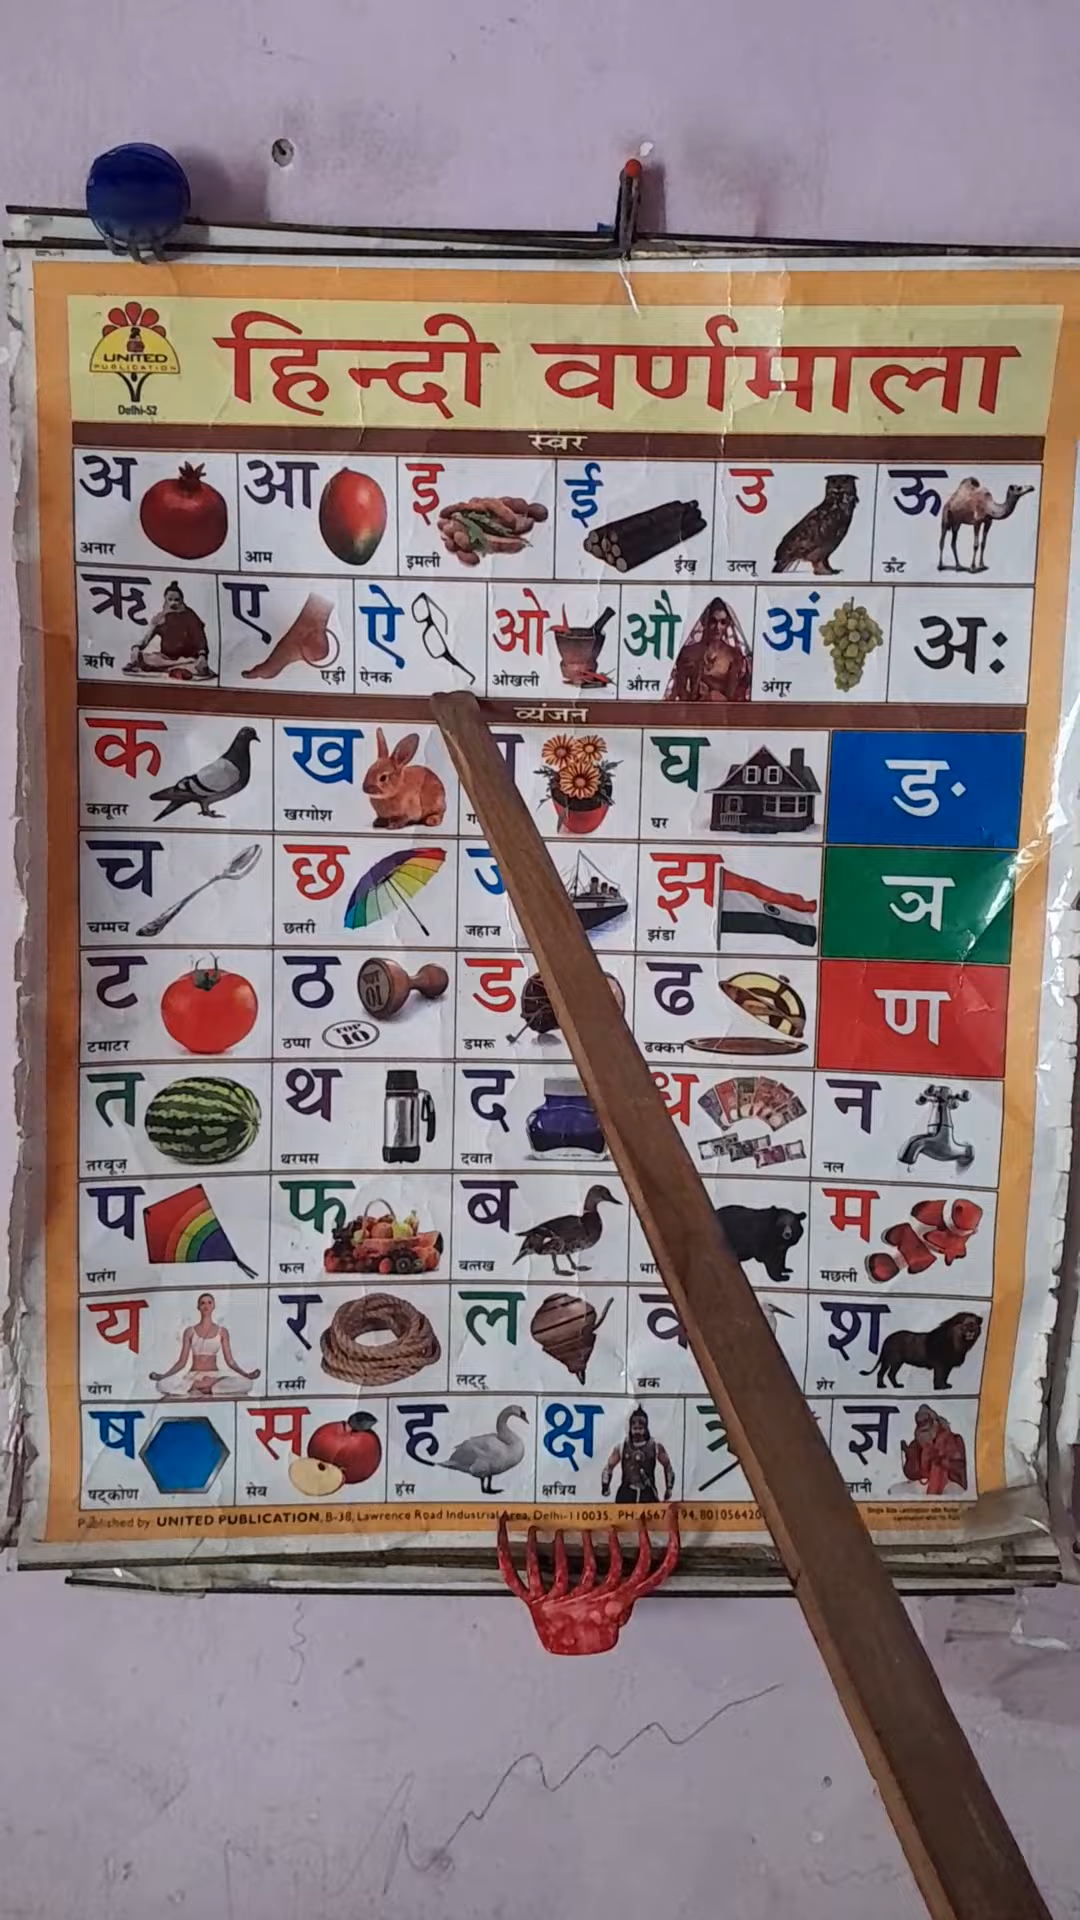 UNITED
PUBLICATION
Delhi-52
हिन्दी वर्णमाला
स्वर
अ आ इ ई उ ऊ
अनार आम इमली ईख उल्लू ऊँट
ऋ ए ऐ ओ औ अं अः
ऋषि एड़ी ऐनक ओखली औरत अंगूर
व्यंजन
क ख घ ङ
कबूतर खरगोश घर
च छ झ ञ
चम्मच छतरी जहाज झंडा
ट ठ ड ढ ण
टमाटर ठप्पा TOP 10 डमरू ढक्कन
त थ द ध न
तरबूज़ थरमस दवात नल
प फ ब म
पतंग फल बत्तख मछली
य र ल श
योग रस्सी लट्टू बक शेर
ष स ह क्ष ज्ञ
षट्कोण सेब हंस क्षत्रिय
Published by: UNITED PUBLICATION, B-38, Lawrence Road Industrial Area, Delhi-110035. PH.